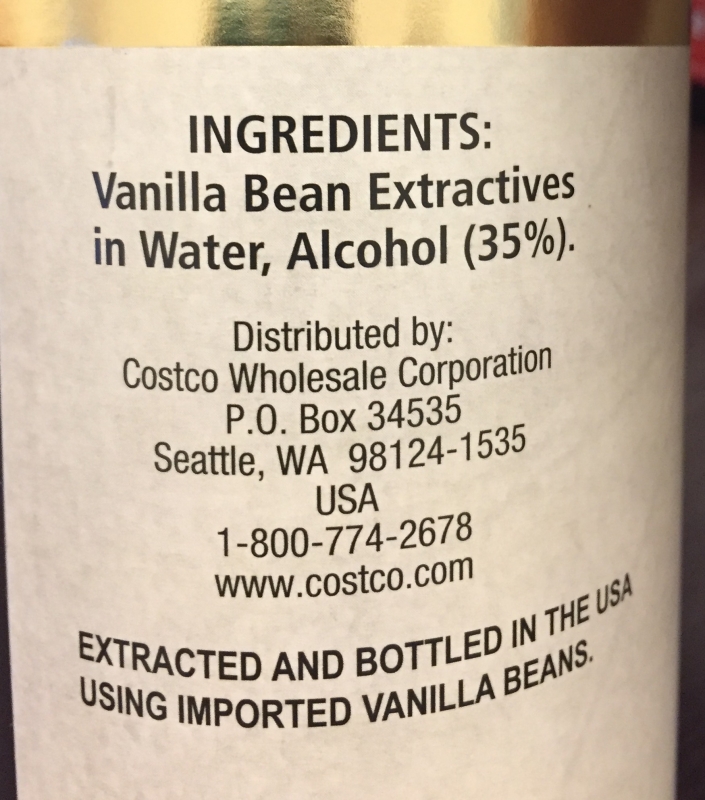 INGREDIENTS:
Vanilla Bean Extractives
in Water, Alcohol (35%).
Distributed by:
Costco Wholesale Corporation
P.O. Box 34535
Seattle, WA 98124-1535
USA
1-800-774-2678
www.costco.com
EXTRACTED AND BOTTLED IN THE USA
USING IMPORTED VANILLA BEANS.